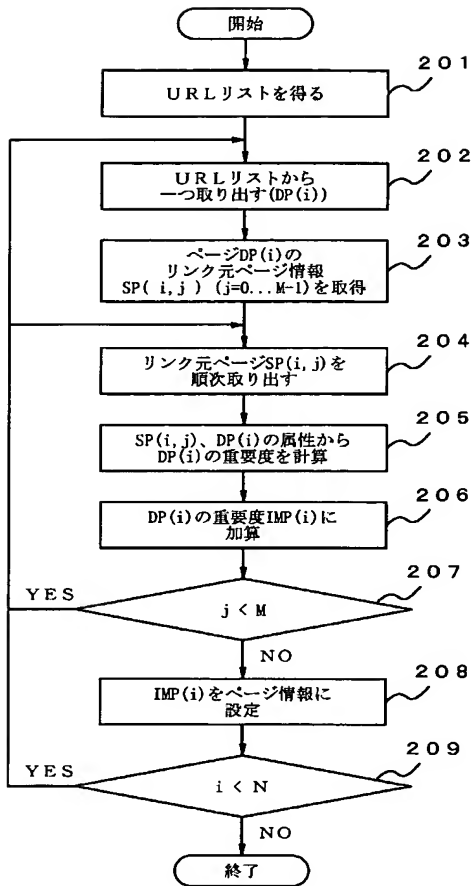 開始
201
URLリストを得る
202
URLリストから
一つ取り出す(DP(i))
203
ページDP(i)の
リンク元ページ情報
SP( i,j ) (j=0...M-1)を取得
204
リンク元ページSP(i,j)を
順次取り出す
205
SP(i,j)、DP(i)の属性から
DP(i)の重要度を計算
206
DP(i)の重要度IMP(i)に
加算
207
YES
j < M
NO
208
IMP(i)をページ情報に
設定
209
YES
i < N
NO
終了